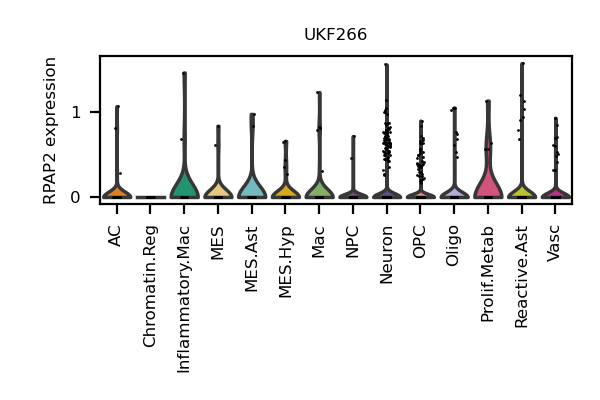 UKF266
RPAP2 expression
1
0
AC
Chromatin.Reg
Inflammatory.Mac
MES
MES.Ast
MES.Hyp
Mac
NPC
Neuron
OPC
Oligo
Prolif.Metab
Reactive.Ast
Vasc